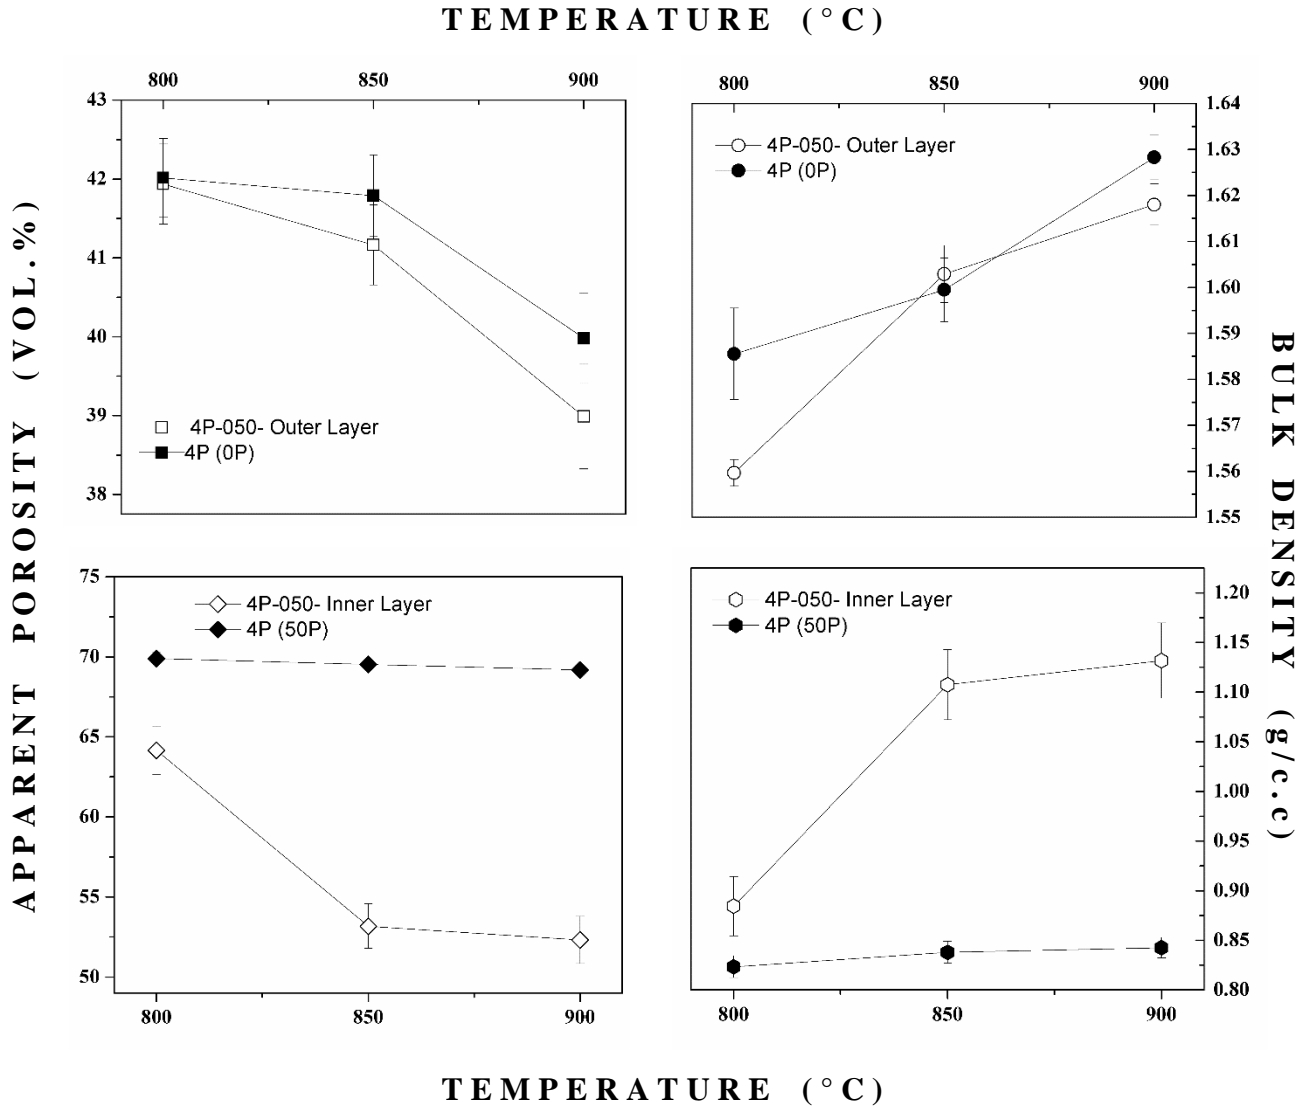 TEMPERATURE (°C)
800 850 900
43
42
41
40
39
38
4P-050- Outer Layer
4P (0P)
800 850 900
4P-050- Outer Layer
4P (0P)
1.64
1.63
1.62
1.61
1.60
1.59
1.58
1.57
1.56
1.55
APPARENT POROSITY (VOL.%)
BULK DENSITY (g/c.c)
75
70
65
60
55
50
4P-050- Inner Layer
4P (50P)
800 850 900
4P-050- Inner Layer
4P (50P)
1.20
1.15
1.10
1.05
1.00
0.95
0.90
0.85
0.80
800 850 900
TEMPERATURE (°C)